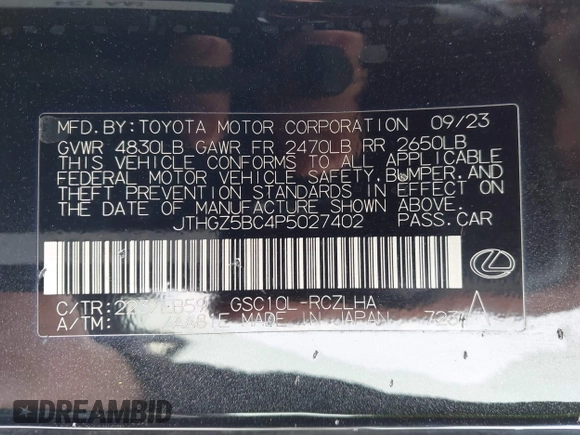 MFD.BY:TOYOTA MOTOR CORPORATION 09/23
GVWR 4830LB GAWR FR 2470LB RR 2650LB
THIS VEHICLE CONFORMS TO ALL APPLICABLE
FEDERAL MOTOR VEHICLE SAFETY, BUMPER, AND
THEFT PREVENTION STANDARDS IN EFFECT ON
THE DATE OF MANUFACTURE SHOWN ABOVE.
JTHGZ5BC4P5027402 PASS.CAR
C/TR: GSC10L-RCZLHA
A/TM: MADE IN JAPAN
DREAMBID